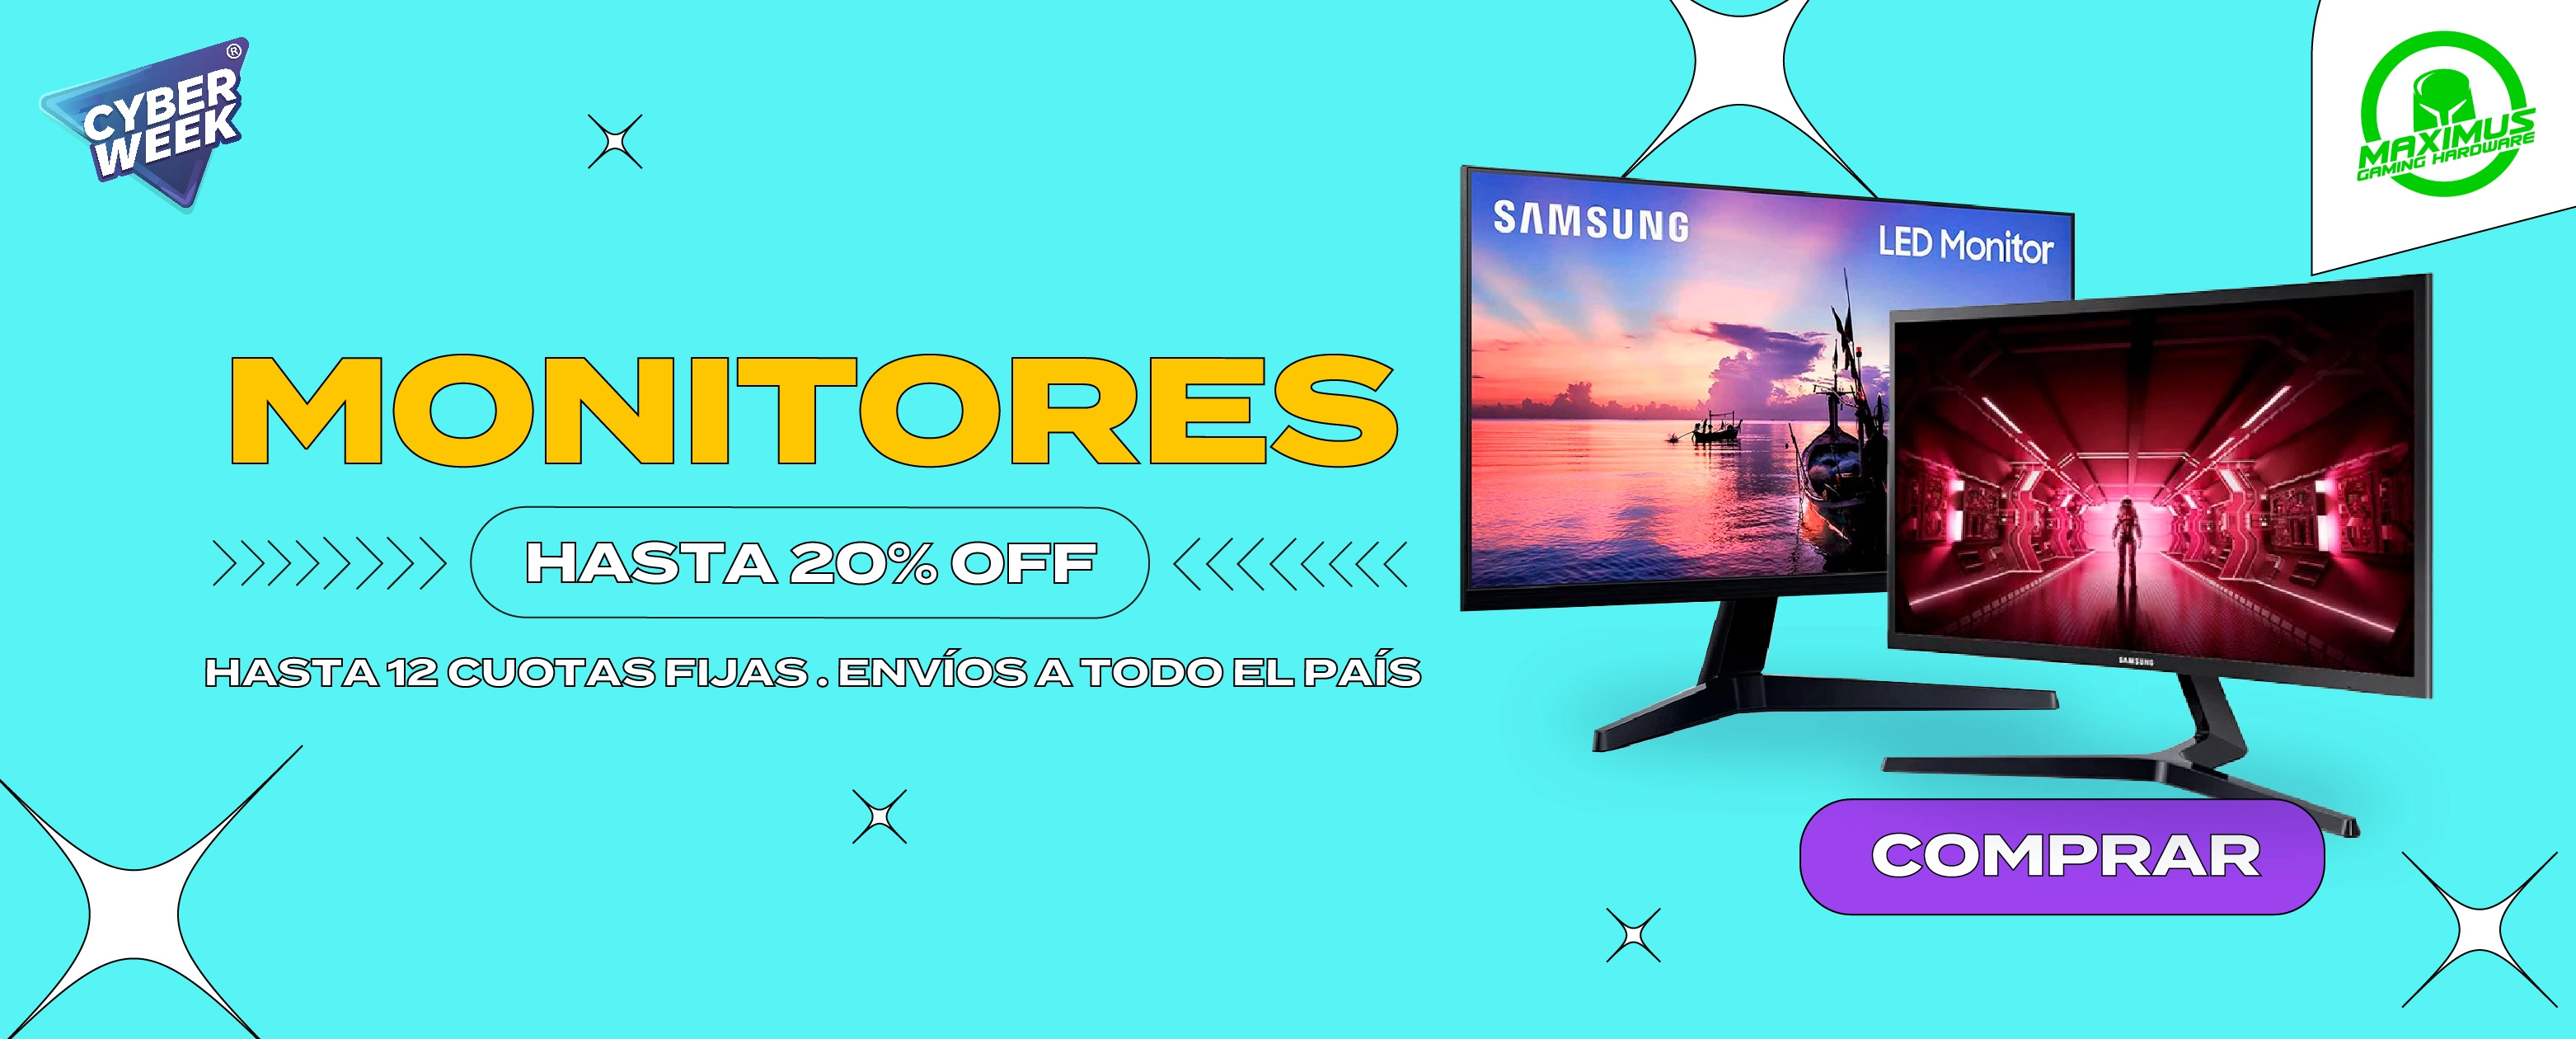 CYBER
WEEK®
MAXIMUS
GAMING HARDWARE
SAMSUNG
LED Monitor
MONITORES
HASTA 20% OFF
HASTA 12 CUOTAS FIJAS . ENVÍOS A TODO EL PAÍS
SAMSUNG
COMPRAR